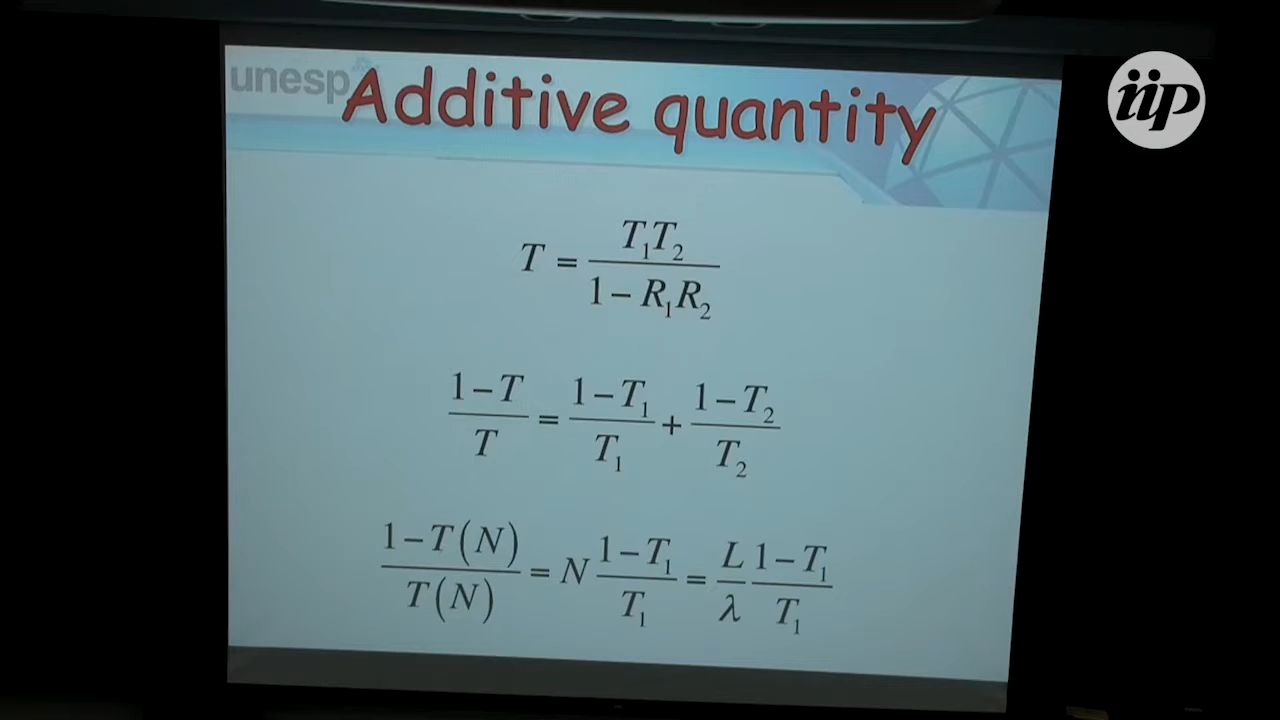 unesp
Additive quantity
iip
T = T₁T₂ / (1 − R₁R₂)
(1 − T) / T = (1 − T₁) / T₁ + (1 − T₂) / T₂
(1 − T(N)) / T(N) = N (1 − T₁) / T₁ = L/λ (1 − T₁) / T₁